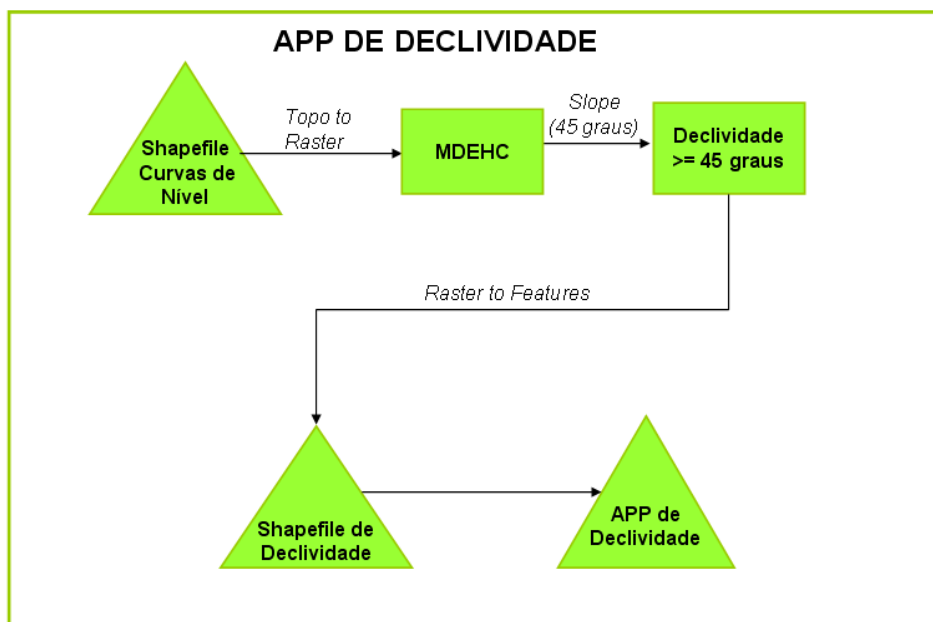 APP DE DECLIVIDADE
Shapefile
Curvas de
Nível
Topo to
Raster
MDEHC
Slope
(45 graus)
Declividade
>= 45 graus
Raster to Features
Shapefile de
Declividade
APP de
Declividade